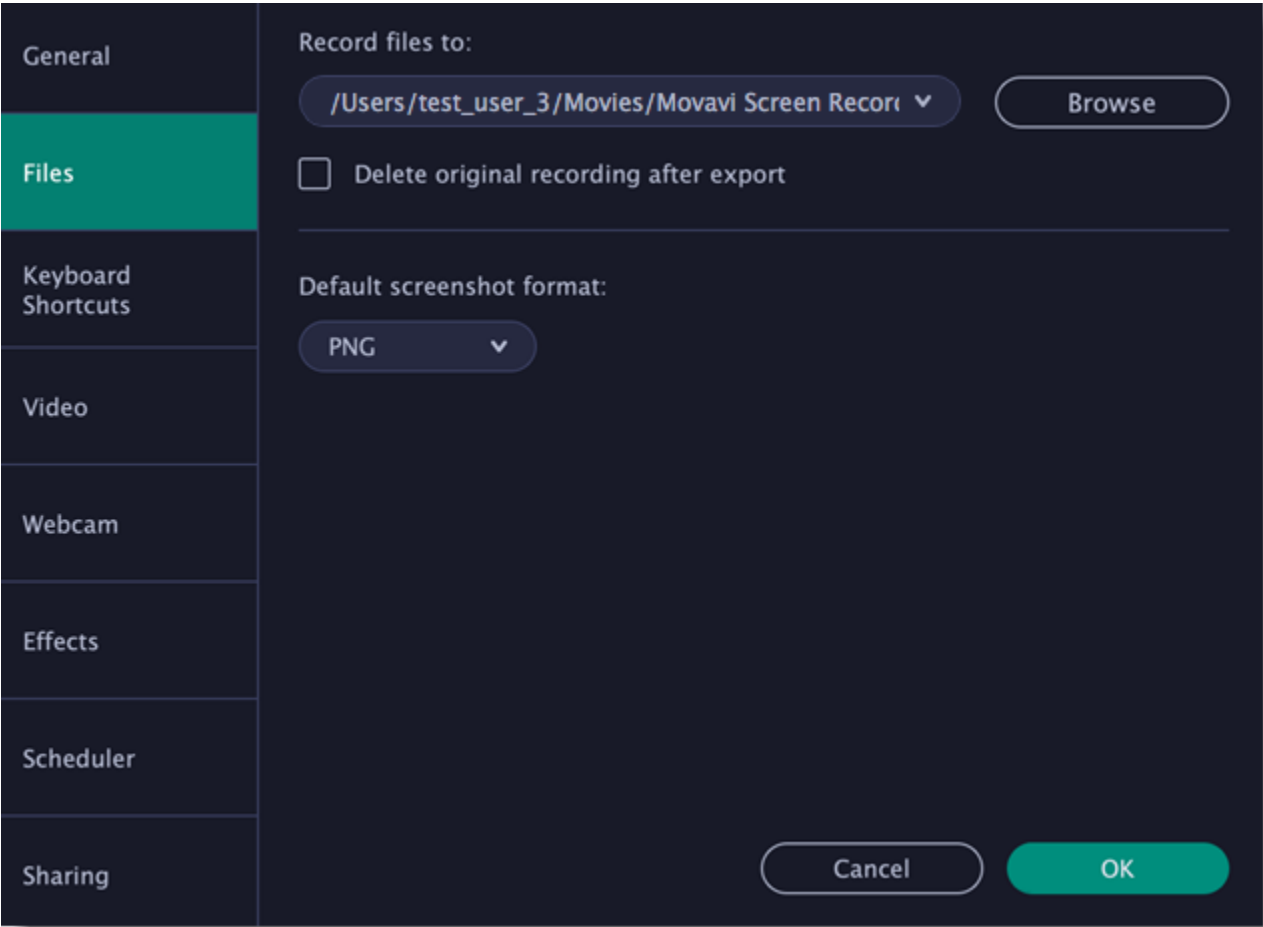 General
Files
Keyboard
Shortcuts
Video
Webcam
Effects
Scheduler
Sharing
Record files to:
/Users/test_user_3/Movies/Movavi Screen Recor
Browse
Delete original recording after export
Default screenshot format:
PNG
Cancel
OK